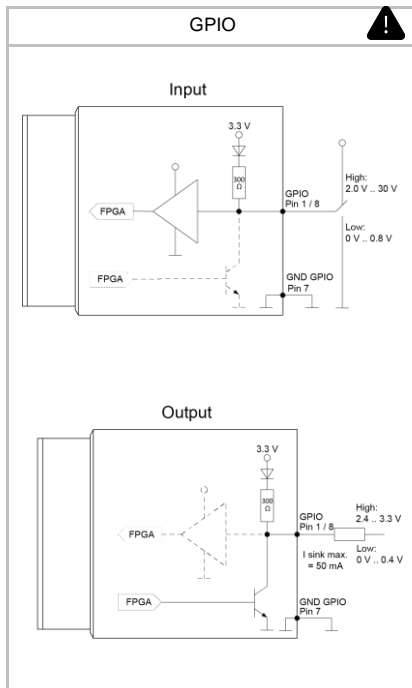 GPIO
!
Input
3.3 V
300
Ω
High:
2.0 V .. 30 V
GPIO
Pin 1 / 8
FPGA
Low:
0 V .. 0.8 V
FPGA
GND GPIO
Pin 7
Output
3.3 V
300
Ω
High:
2.4 .. 3.3 V
GPIO
Pin 1 / 8
FPGA
I sink max.
= 50 mA
Low:
0 V .. 0.4 V
FPGA
GND GPIO
Pin 7